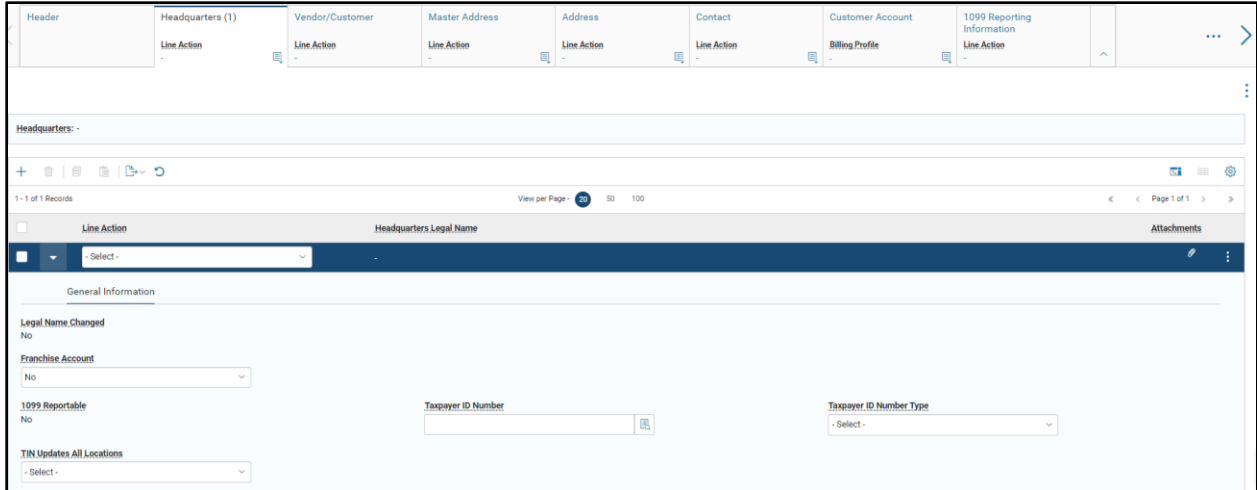 Header
Headquarters (1)
Vendor/Customer
Master Address
Address
Contact
Customer Account
1099 Reporting
Information
Line Action
Line Action
Line Action
Line Action
Line Action
Billing Profile
Line Action
-
-
-
-
-
-
-
Headquarters: -
1 - 1 of 1 Records
View per Page - 20 50 100
Page 1 of 1
Line Action
Headquarters Legal Name
Attachments
- Select -
-
General Information
Legal Name Changed
No
Franchise Account
No
1099 Reportable
Taxpayer ID Number
Taxpayer ID Number Type
No
- Select -
TIN Updates All Locations
- Select -